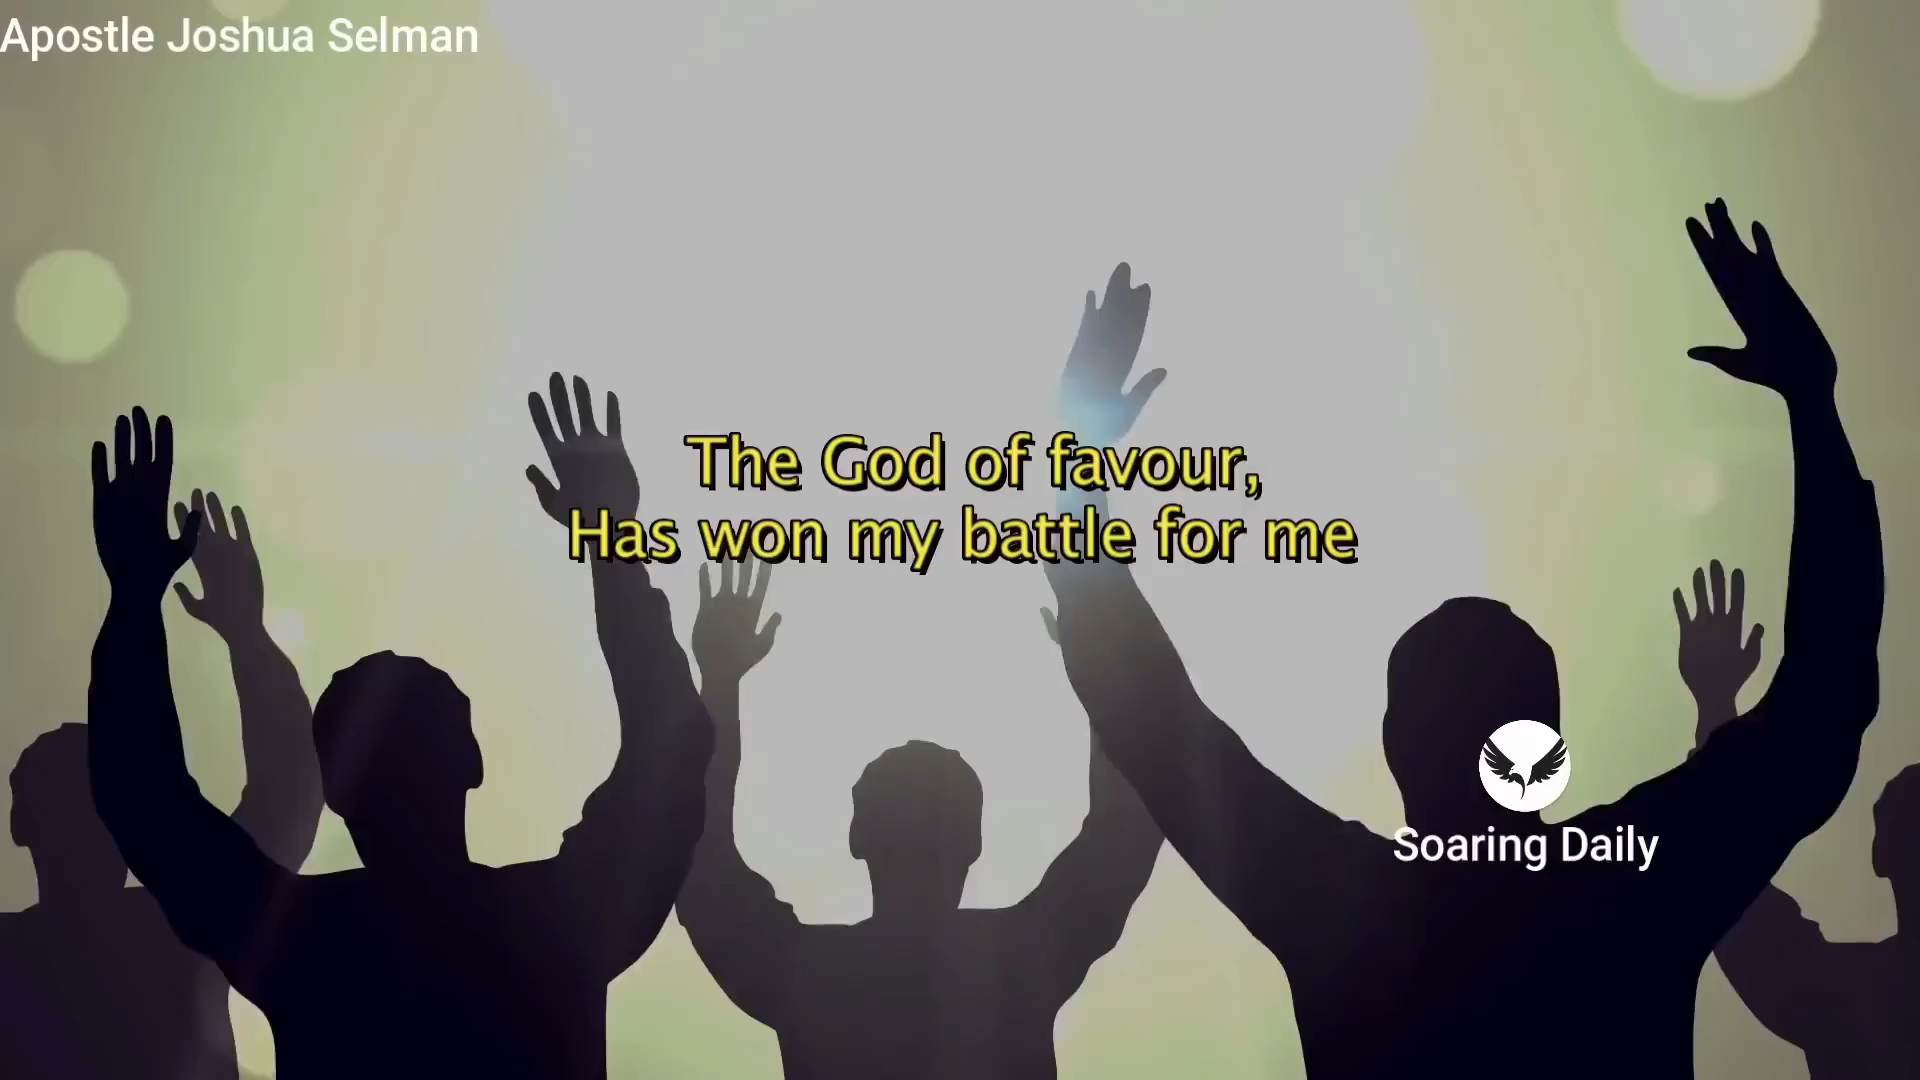 Apostle Joshua Selman
The God of favour,
Has won my battle for me
Soaring Daily